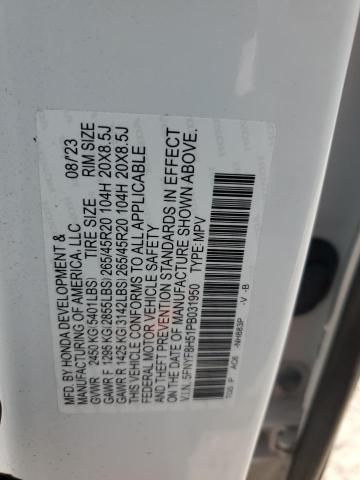 MFD. BY HONDA DEVELOPMENT & 08/'23
MANUFACTURING OF AMERICA, LLC
TIRE SIZE RIM SIZE
GVWR 2450 KG( 5401LBS)
GAWR F 1298 KG( 2855LBS) 265/45R20 104H 20X8.5J
GAWR R 1425 KG( 3142LBS) 265/45R20 104H 20X8.5J
THIS VEHICLE CONFORMS TO ALL APPLICABLE
FEDERAL MOTOR VEHICLE SAFETY
AND THEFT PREVENTION STANDARDS IN EFFECT
ON THE DATE OF MANUFACTURE SHOWN ABOVE.
V.I.N. 5FNYF8H51PB031950 TYPE: MPV
TGS P AC6 -NH883P -V -B